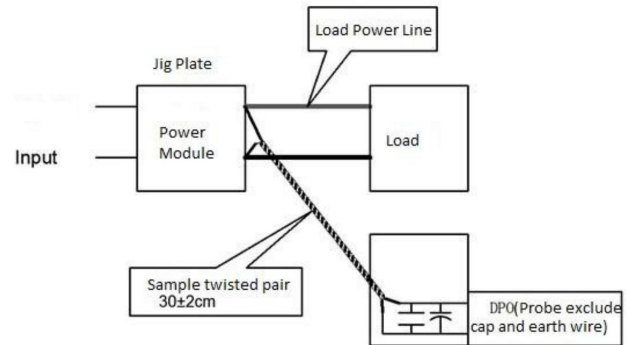 Load Power Line
Jig Plate
Power
Module
Load
Input
Sample twisted pair
30±2cm
DPO(Probe exclude
cap and earth wire)